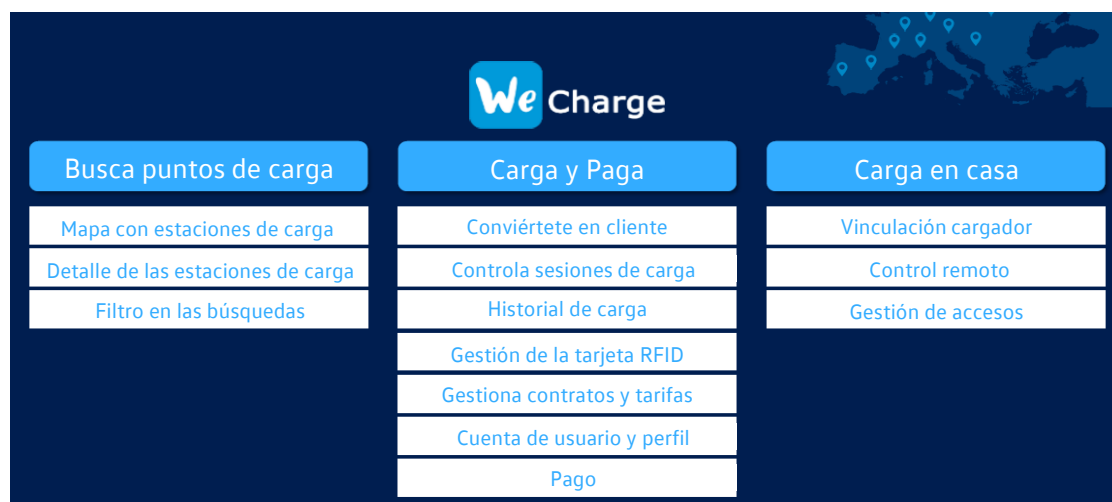 We Charge
Busca puntos de carga
Mapa con estaciones de carga
Detalle de las estaciones de carga
Filtro en las búsquedas
Carga y Paga
Conviértete en cliente
Controla sesiones de carga
Historial de carga
Gestión de la tarjeta RFID
Gestiona contratos y tarifas
Cuenta de usuario y perfil
Pago
Carga en casa
Vinculación cargador
Control remoto
Gestión de accesos